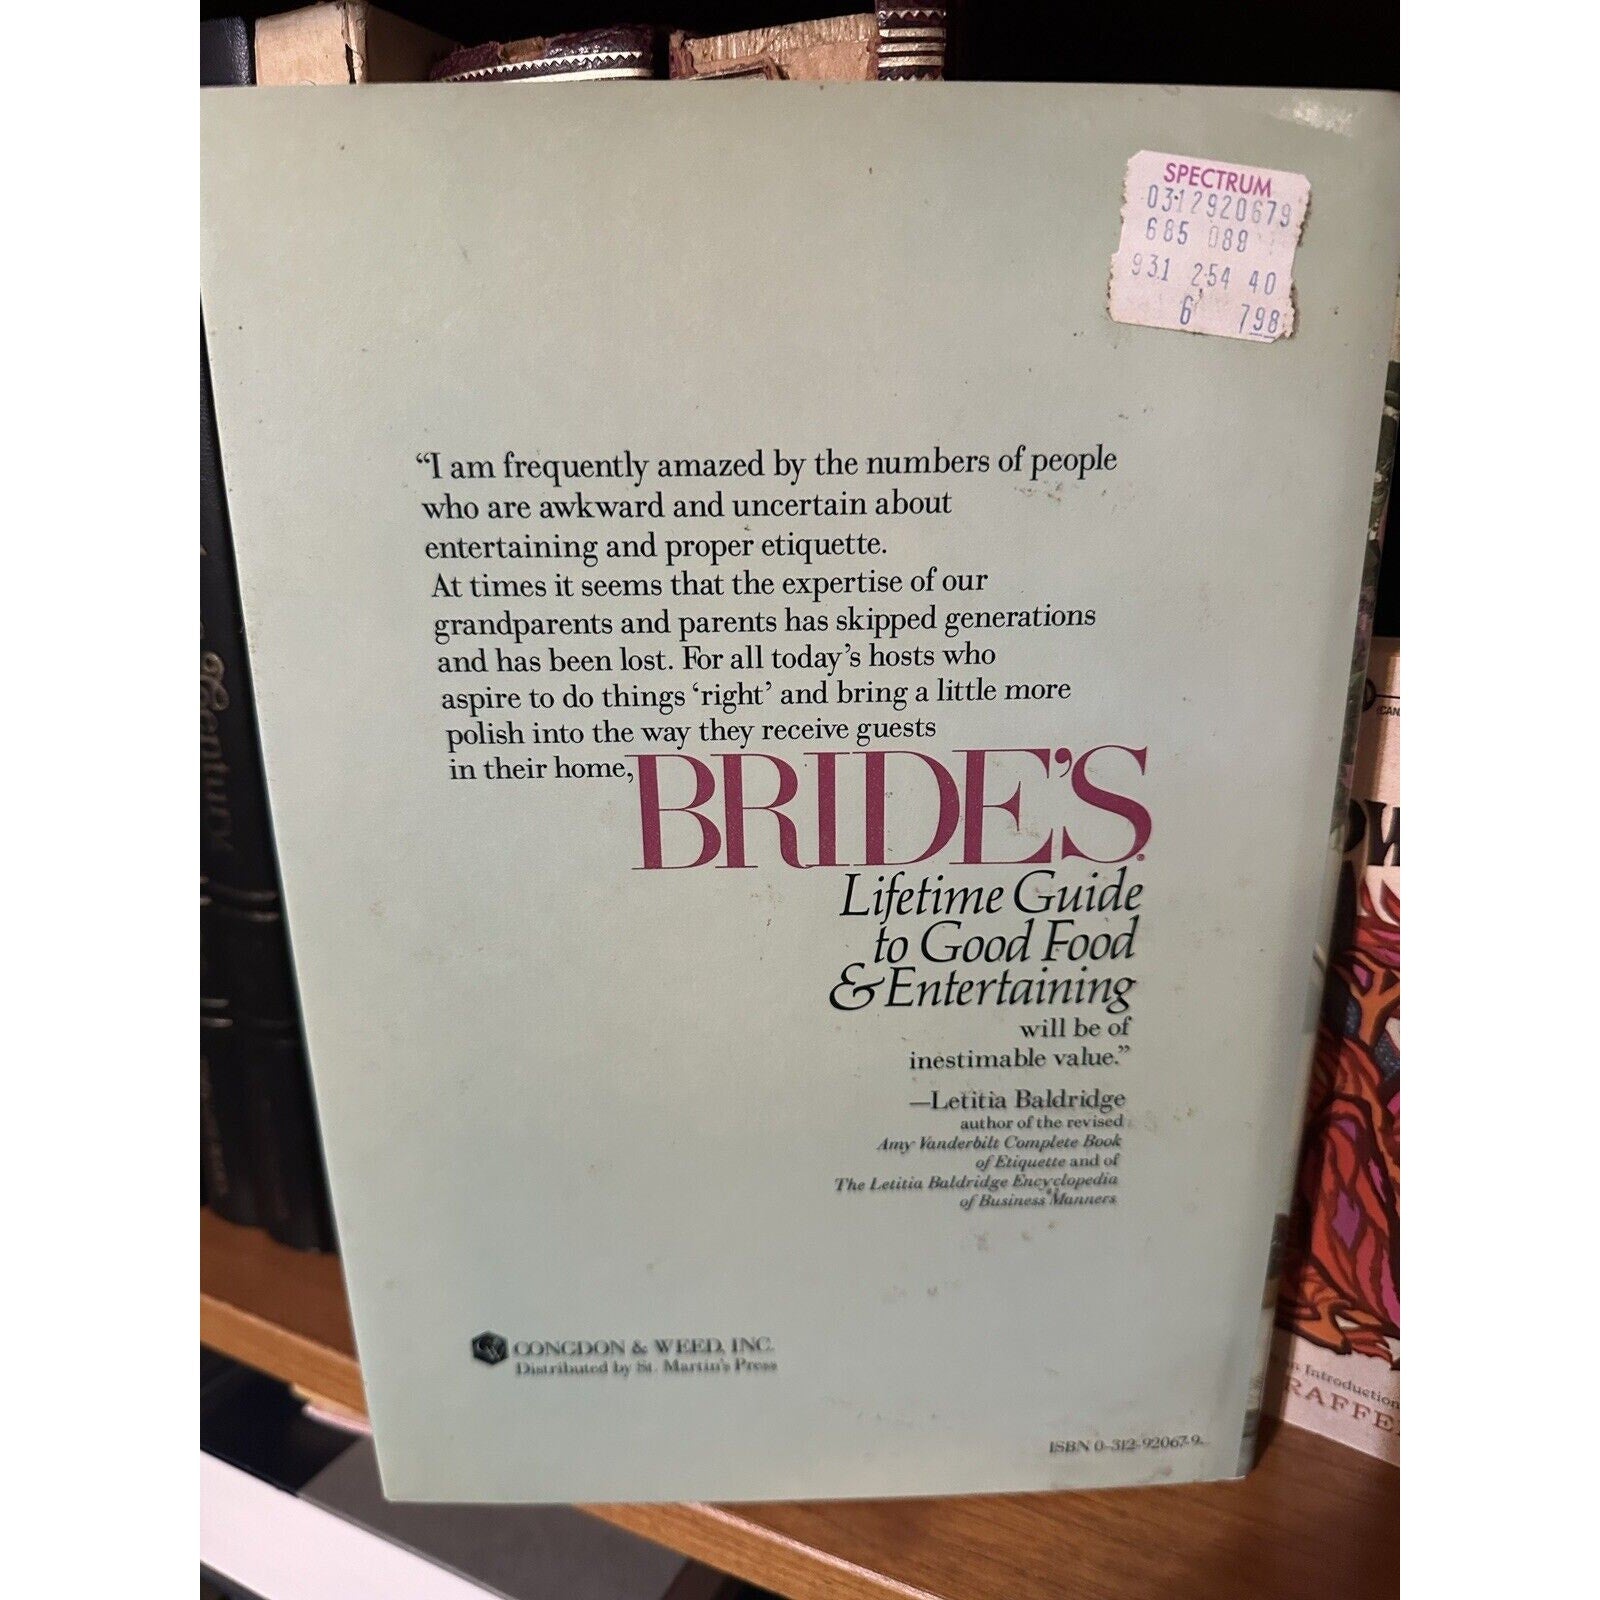 SPECTRUM
0312920679
685 088
931 254 40
6 798
“I am frequently amazed by the numbers of people
who are awkward and uncertain about
entertaining and proper etiquette.
At times it seems that the expertise of our
grandparents and parents has skipped generations
and has been lost. For all today’s hosts who
aspire to do things ‘right’ and bring a little more
polish into the way they receive guests
in their home, BRIDE’S®
Lifetime Guide
to Good Food
& Entertaining
will be of
inestimable value.”
—Letitia Baldridge
author of the revised
Amy Vanderbilt Complete Book
of Etiquette and of
The Letitia Baldridge Encyclopedia
of Business Manners
CONGDON & WEED, INC.
Distributed by St. Martin’s Press
ISBN 0-312-92067-9
Century
Introduction
RAFFE